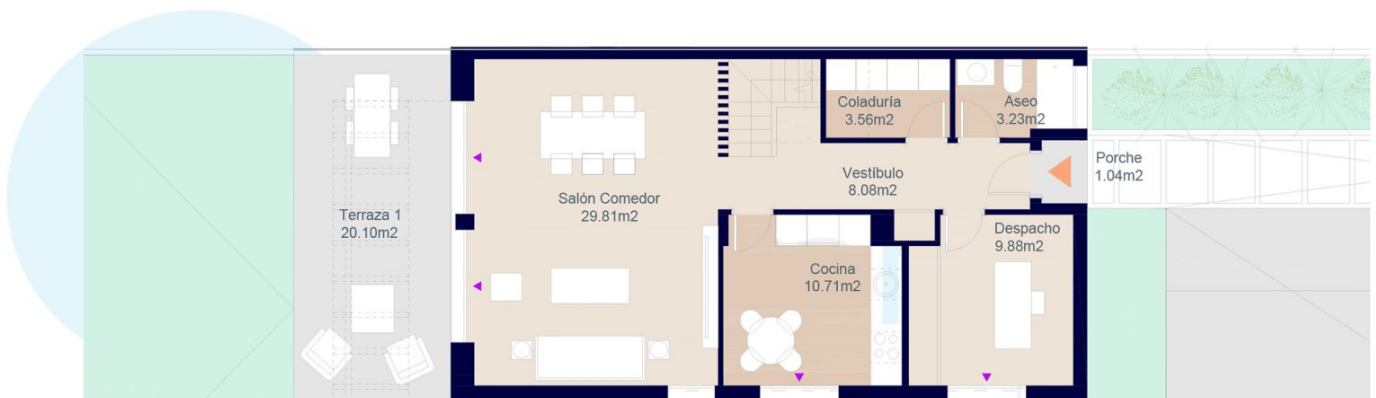 Coladuría
3.56m2
Aseo
3.23m2
Porche
1.04m2
Vestíbulo
8.08m2
Salón Comedor
29.81m2
Terraza 1
20.10m2
Despacho
9.88m2
Cocina
10.71m2